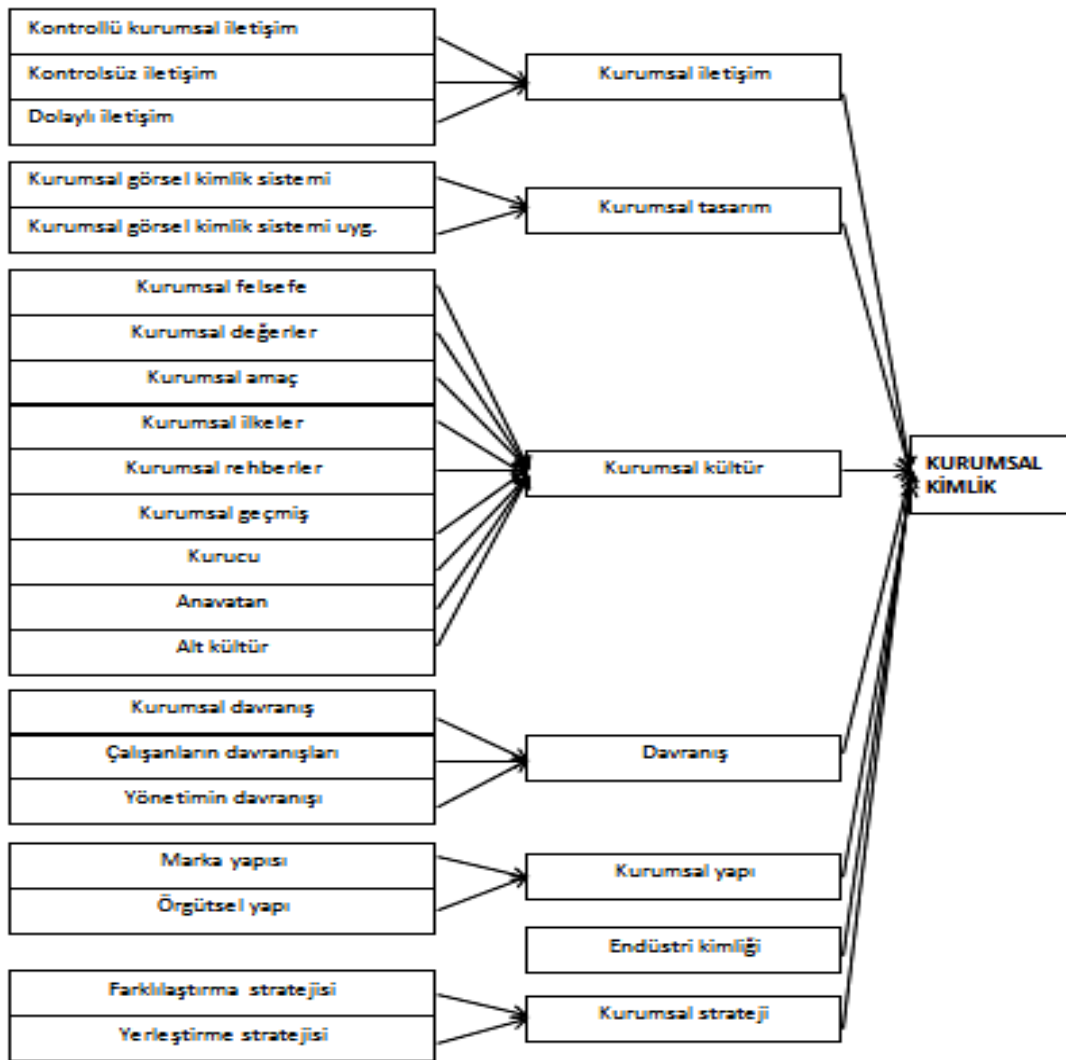 Kontrollü kurumsal iletişim
Kontrolsüz iletişim
Dolaylı iletişim
Kurumsal iletişim
Kurumsal görsel kimlik sistemi
Kurumsal görsel kimlik sistemi uyg.
Kurumsal tasarım
Kurumsal felsefe
Kurumsal değerler
Kurumsal amaç
Kurumsal ilkeler
Kurumsal rehberler
Kurumsal geçmiş
Kurucu
Anavatan
Alt kültür
Kurumsal kültür
KURUMSAL
KİMLİK
Kurumsal davranış
Çalışanların davranışları
Yönetimin davranışı
Davranış
Marka yapısı
Örgütsel yapı
Kurumsal yapı
Endüstri kimliği
Farklılaştırma stratejisi
Yerleştirme stratejisi
Kurumsal strateji